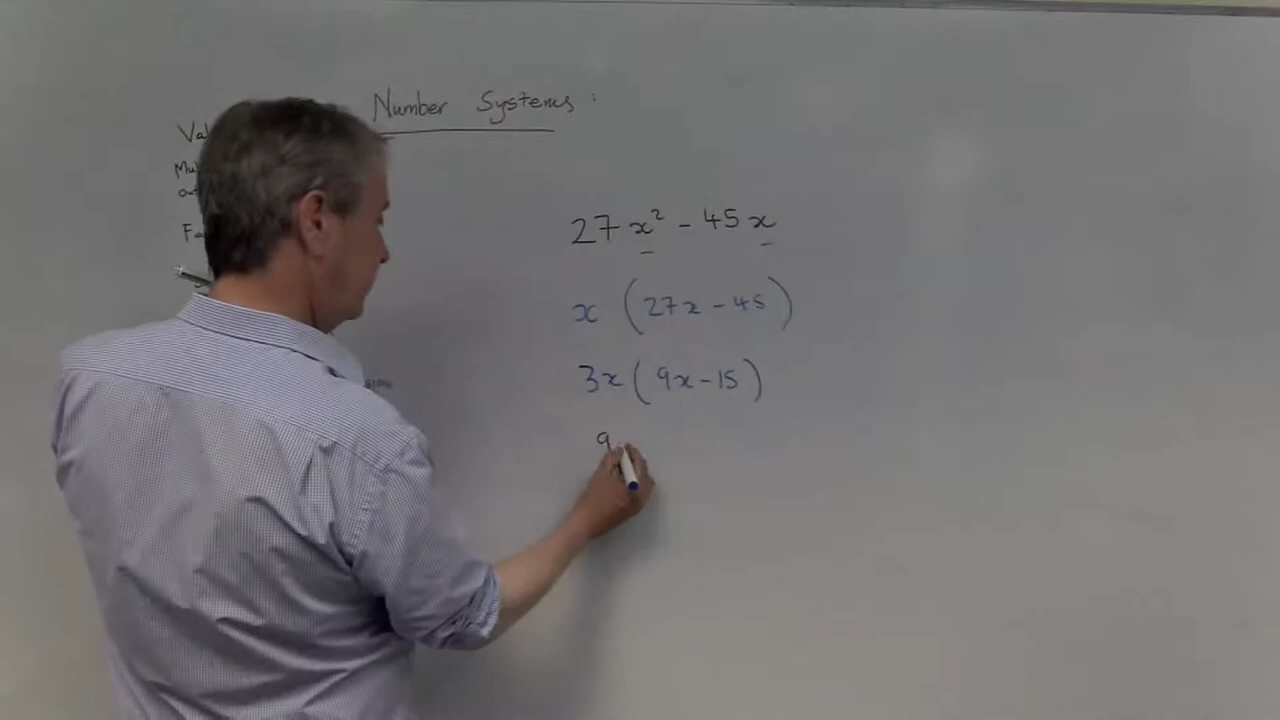 Number Systems :
27x² - 45x
x (27x - 45)
3x (9x - 15)
9